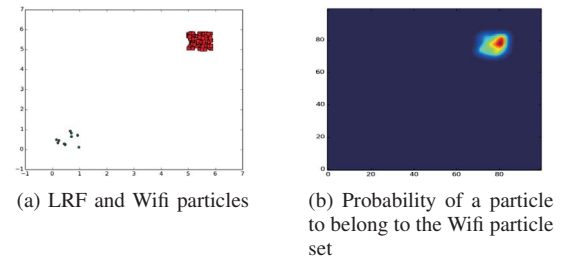 7
6
5
4
3
2
1
0
−1
−1 0 1 2 3 4 5 6 7
(a) LRF and Wifi particles
80
60
40
20
0
0 20 40 60 80
(b) Probability of a particle
to belong to the Wifi particle
set